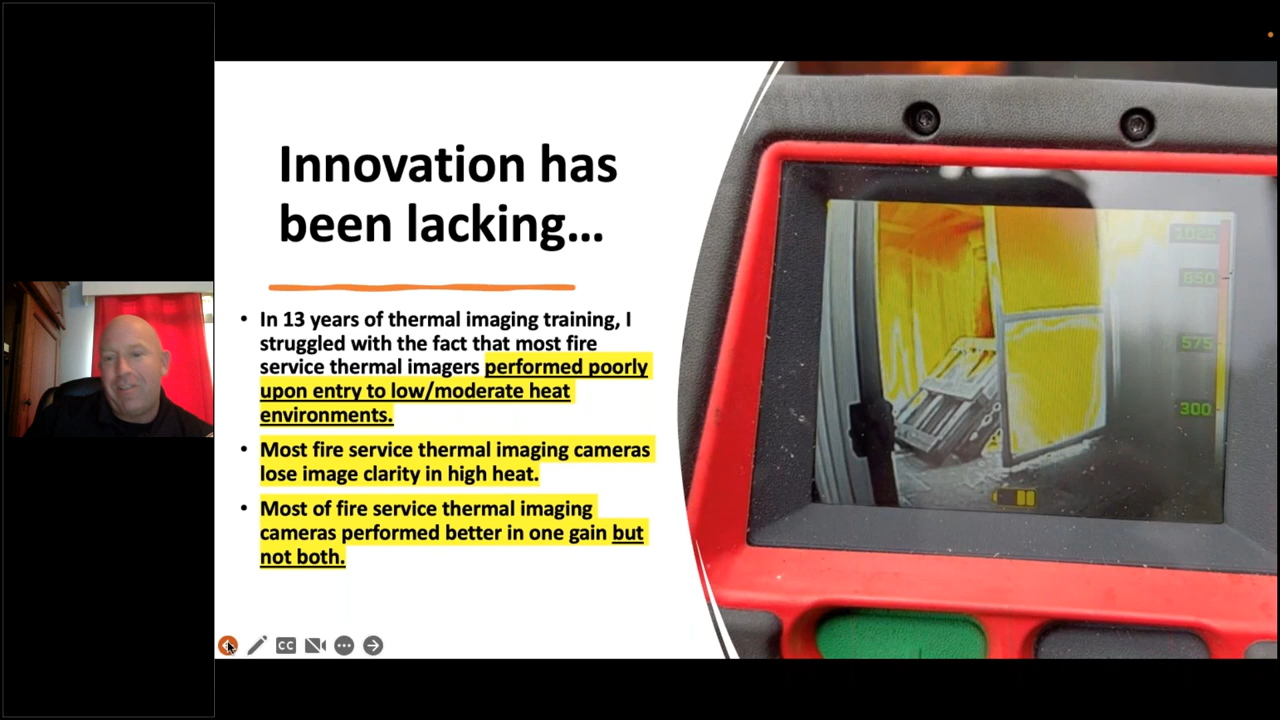 Innovation has
been lacking...
• In 13 years of thermal imaging training, I
struggled with the fact that most fire
service thermal imagers performed poorly
upon entry to low/moderate heat
environments.
• Most fire service thermal imaging cameras
lose image clarity in high heat.
• Most of fire service thermal imaging
cameras performed better in one gain but
not both.
1025
850
575
300
CC